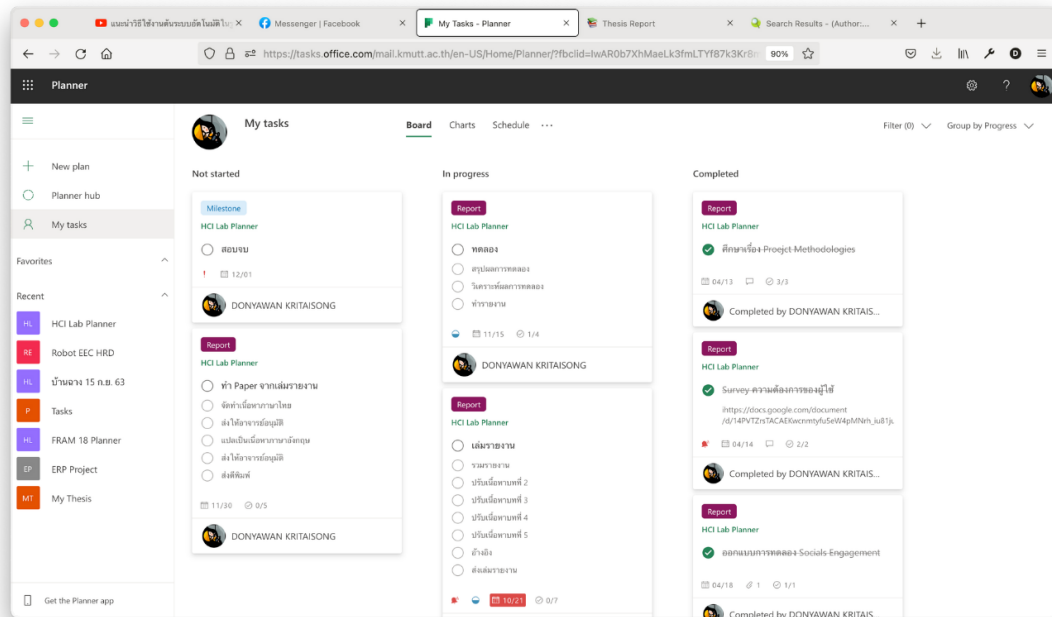 แนะนำวิธีใช้งานต้นระบบอัตโนมัติใน
Messenger | Facebook
My Tasks - Planner
Thesis Report
Search Results - (Author:...
https://tasks.office.com/mail.kmutt.ac.th/en-US/Home/Planner/?fbclid=IwAR0b7XhMaeLk3fmLTYf87k3Kr8
90%
Planner
?
My tasks
Board Charts Schedule ...
Filter (0) Group by Progress
New plan
Planner hub
My tasks
Favorites
Recent
HL HCI Lab Planner
RE Robot EEC HRD
HL บ้านฉาง 15 ก.ย. 63
P Tasks
HL FRAM 18 Planner
EP ERP Project
MT My Thesis
Get the Planner app
Not started
Milestone
HCI Lab Planner
สอบจบ
! 12/01
DONYAWAN KRITAISONG
Report
HCI Lab Planner
ทำ Paper จากเล่มรายงาน
จัดทำเนื้อหาภาษาไทย
ส่งให้อาจารย์อนุมัติ
แปลเป็นเนื้อหาภาษาอังกฤษ
ส่งให้อาจารย์อนุมัติ
ส่งตีพิมพ์
11/30 0/5
DONYAWAN KRITAISONG
In progress
Report
HCI Lab Planner
ทดลอง
สรุปผลการทดลอง
วิเคราะห์ผลการทดลอง
ทำรายงาน
11/15 1/4
DONYAWAN KRITAISONG
Report
HCI Lab Planner
เล่มรายงาน
รวมรายงาน
ปรับเนื้อหาบทที่ 2
ปรับเนื้อหาบทที่ 3
ปรับเนื้อหาบทที่ 4
ปรับเนื้อหาบทที่ 5
อ้างอิง
ส่งเล่มรายงาน
10/21 0/7
Completed
Report
HCI Lab Planner
ศึกษาเรื่อง Proejct Methodologies
04/13 3/3
Completed by DONYAWAN KRITAIS...
Report
HCI Lab Planner
Survey ความต้องการของผู้ใช้
ihttps://docs.google.com/document
/d/14PVTZrsTACAEKwcnmtyfu5eW4pMNrh_iu81j
04/14 2/2
Completed by DONYAWAN KRITAIS...
Report
HCI Lab Planner
ออกแบบการทดลอง Socials Engagement
04/18 1 1/1
Completed by DONYAWAN KRITAIS...